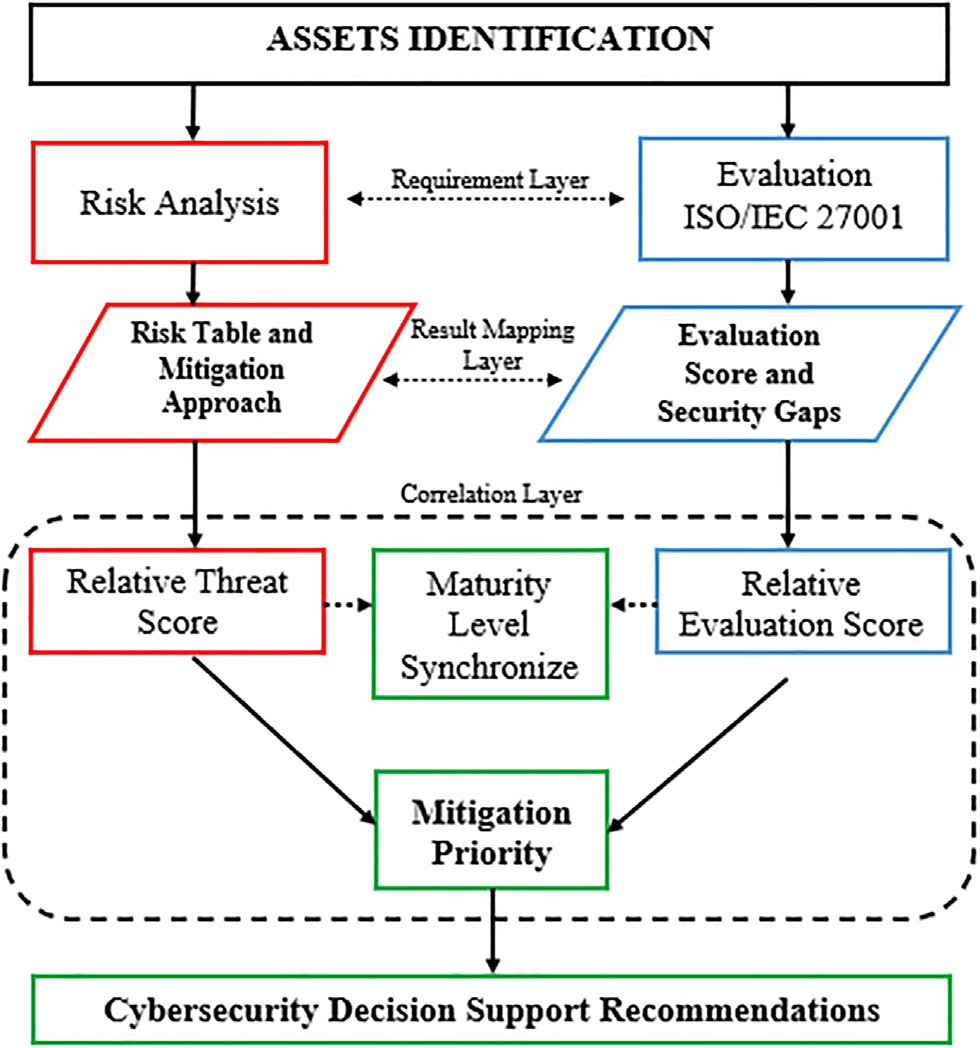 ASSETS IDENTIFICATION
Risk Analysis
Requirement Layer
Evaluation
ISO/IEC 27001
Risk Table and
Mitigation
Approach
Result Mapping
Layer
Evaluation
Score and
Security Gaps
Correlation Layer
Relative Threat
Score
Maturity
Level
Synchronize
Relative
Evaluation Score
Mitigation
Priority
Cybersecurity Decision Support Recommendations